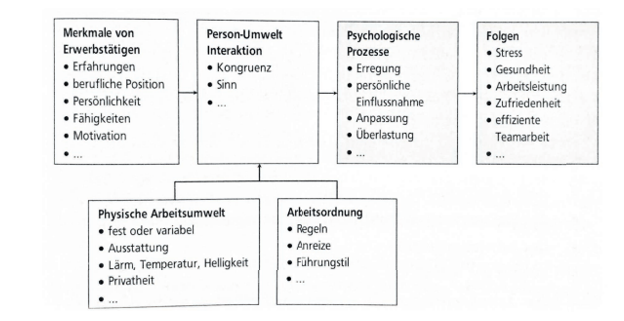 Merkmale von
Erwerbstätigen
• Erfahrungen
• berufliche Position
• Persönlichkeit
• Fähigkeiten
• Motivation
• ...
Person-Umwelt
Interaktion
• Kongruenz
• Sinn
• ...
Psychologische
Prozesse
• Erregung
• persönliche
Einflussnahme
• Anpassung
• Überlastung
• ...
Folgen
• Stress
• Gesundheit
• Arbeitsleistung
• Zufriedenheit
• effiziente
Teamarbeit
• ...
Physische Arbeitsumwelt
• fest oder variabel
• Ausstattung
• Lärm, Temperatur, Helligkeit
• Privatheit
• ...
Arbeitsordnung
• Regeln
• Anreize
• Führungstil
• ...